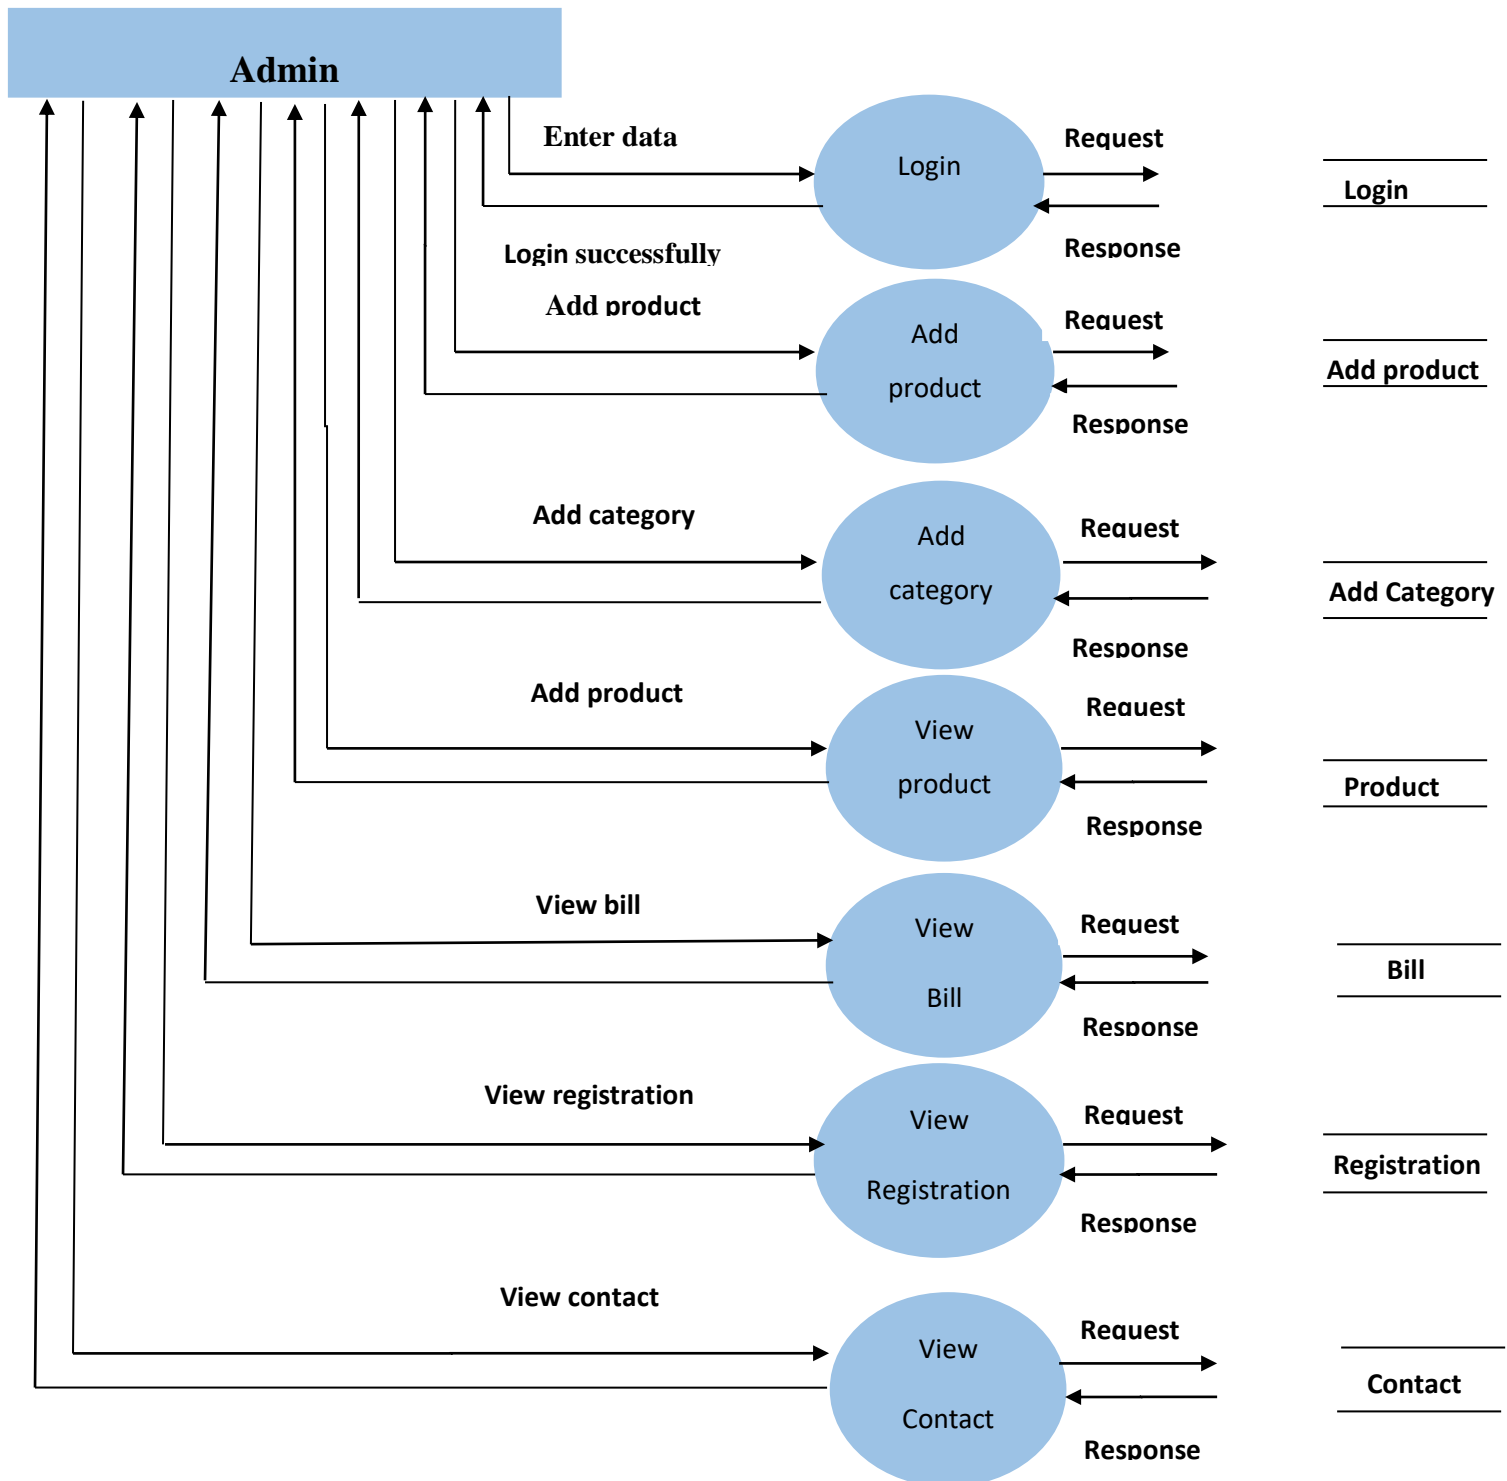 Admin
Enter data
Login
Request
Login
Login successfully
Response
Add product
Add
product
Request
Add product
Response
Add category
Add
category
Request
Add Category
Response
Add product
View
product
Request
Product
Response
View bill
View
Bill
Request
Bill
Response
View registration
View
Registration
Request
Registration
Response
View contact
View
Contact
Request
Contact
Response